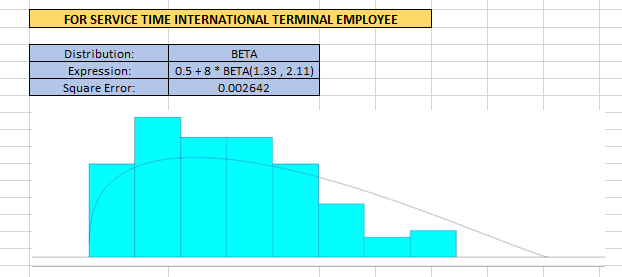 FOR SERVICE TIME INTERNATIONAL TERMINAL EMPLOYEE
Distribution: BETA
Expression: 0.5 + 8 * BETA(1.33 , 2.11)
Square Error: 0.002642